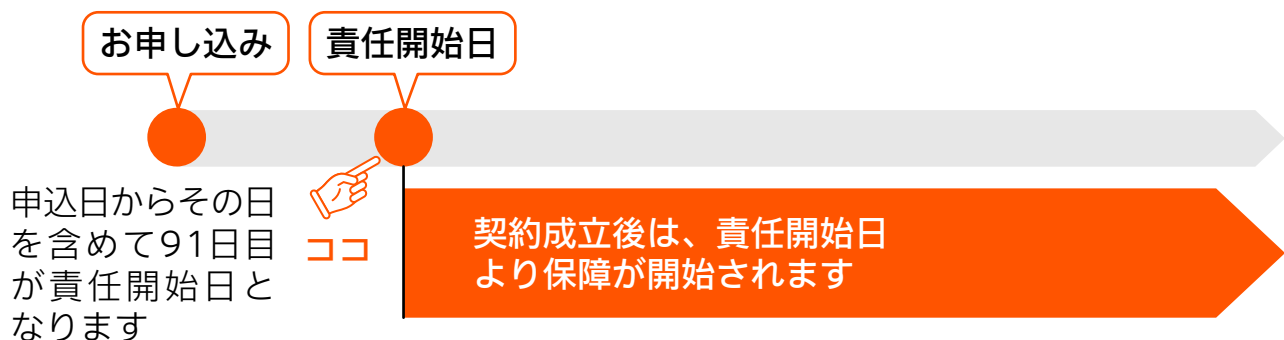 お申し込み
責任開始日
申込日からその日
を含めて91日目
が責任開始日と
なります
ココ
契約成立後は、責任開始日
より保障が開始されます